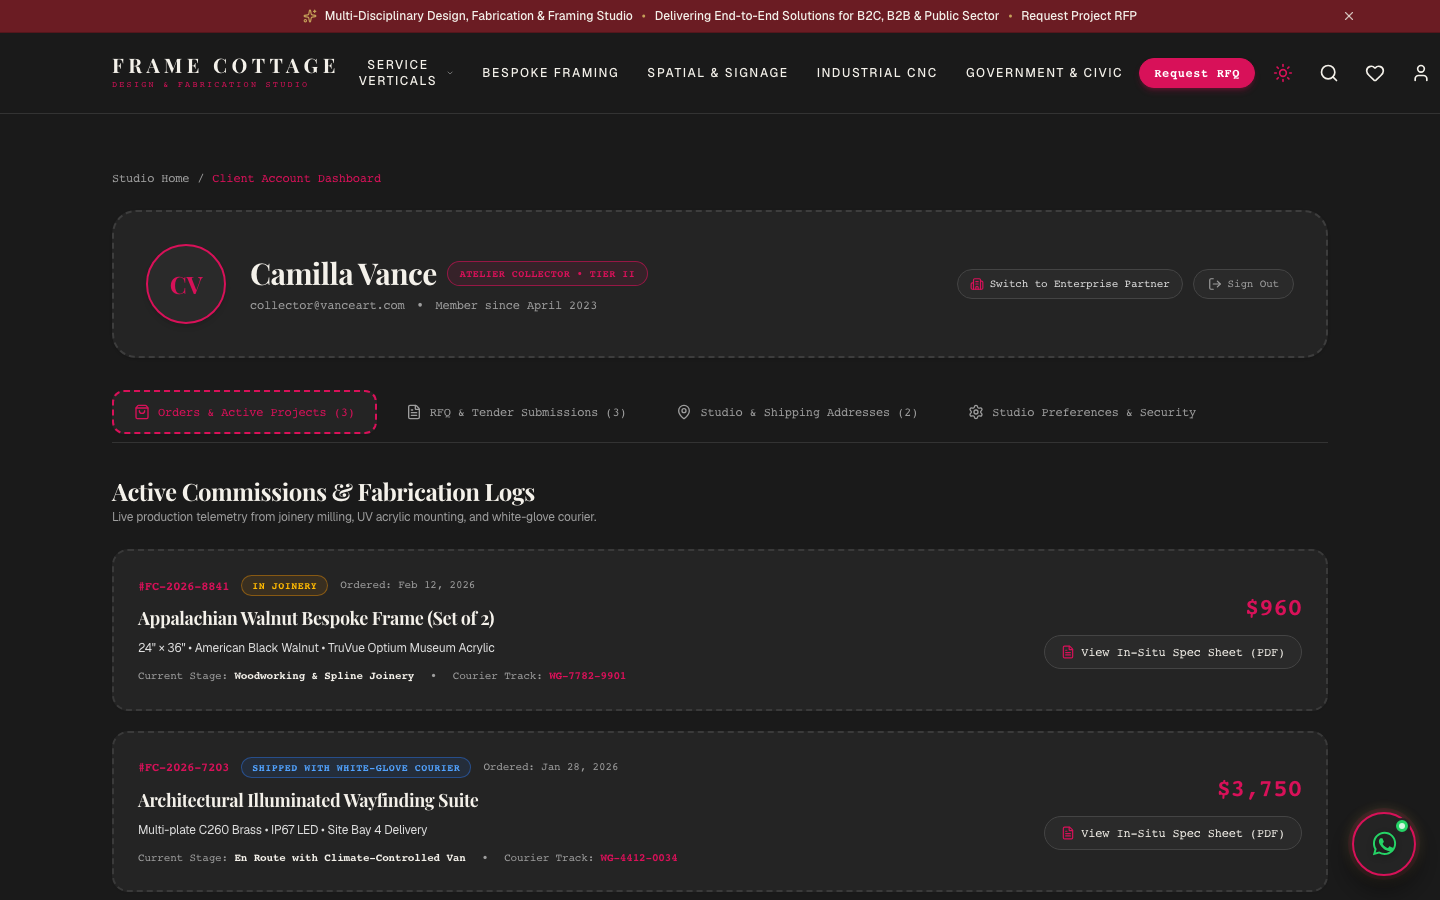 Multi-Disciplinary Design, Fabrication & Framing Studio • Delivering End-to-End Solutions for B2C, B2B & Public Sector • Request Project RFP
FRAME COTTAGE
DESIGN & FABRICATION STUDIO
SERVICE VERTICALS
BESPOKE FRAMING
SPATIAL & SIGNAGE
INDUSTRIAL CNC
GOVERNMENT & CIVIC
Request RFQ
Studio Home / Client Account Dashboard
CV
Camilla Vance
ATELIER COLLECTOR • TIER II
collector@vanceart.com • Member since April 2023
Switch to Enterprise Partner
Sign Out
Orders & Active Projects (3)
RFQ & Tender Submissions (3)
Studio & Shipping Addresses (2)
Studio Preferences & Security
Active Commissions & Fabrication Logs
Live production telemetry from joinery milling, UV acrylic mounting, and white-glove courier.
#FC-2026-8841 IN JOINERY Ordered: Feb 12, 2026
Appalachian Walnut Bespoke Frame (Set of 2)
24" × 36" • American Black Walnut • TruVue Optium Museum Acrylic
Current Stage: Woodworking & Spline Joinery • Courier Track: WG-7782-9901
$960
View In-Situ Spec Sheet (PDF)
#FC-2026-7203 SHIPPED WITH WHITE-GLOVE COURIER Ordered: Jan 28, 2026
Architectural Illuminated Wayfinding Suite
Multi-plate C260 Brass • IP67 LED • Site Bay 4 Delivery
Current Stage: En Route with Climate-Controlled Van • Courier Track: WG-4412-0034
$3,750
View In-Situ Spec Sheet (PDF)